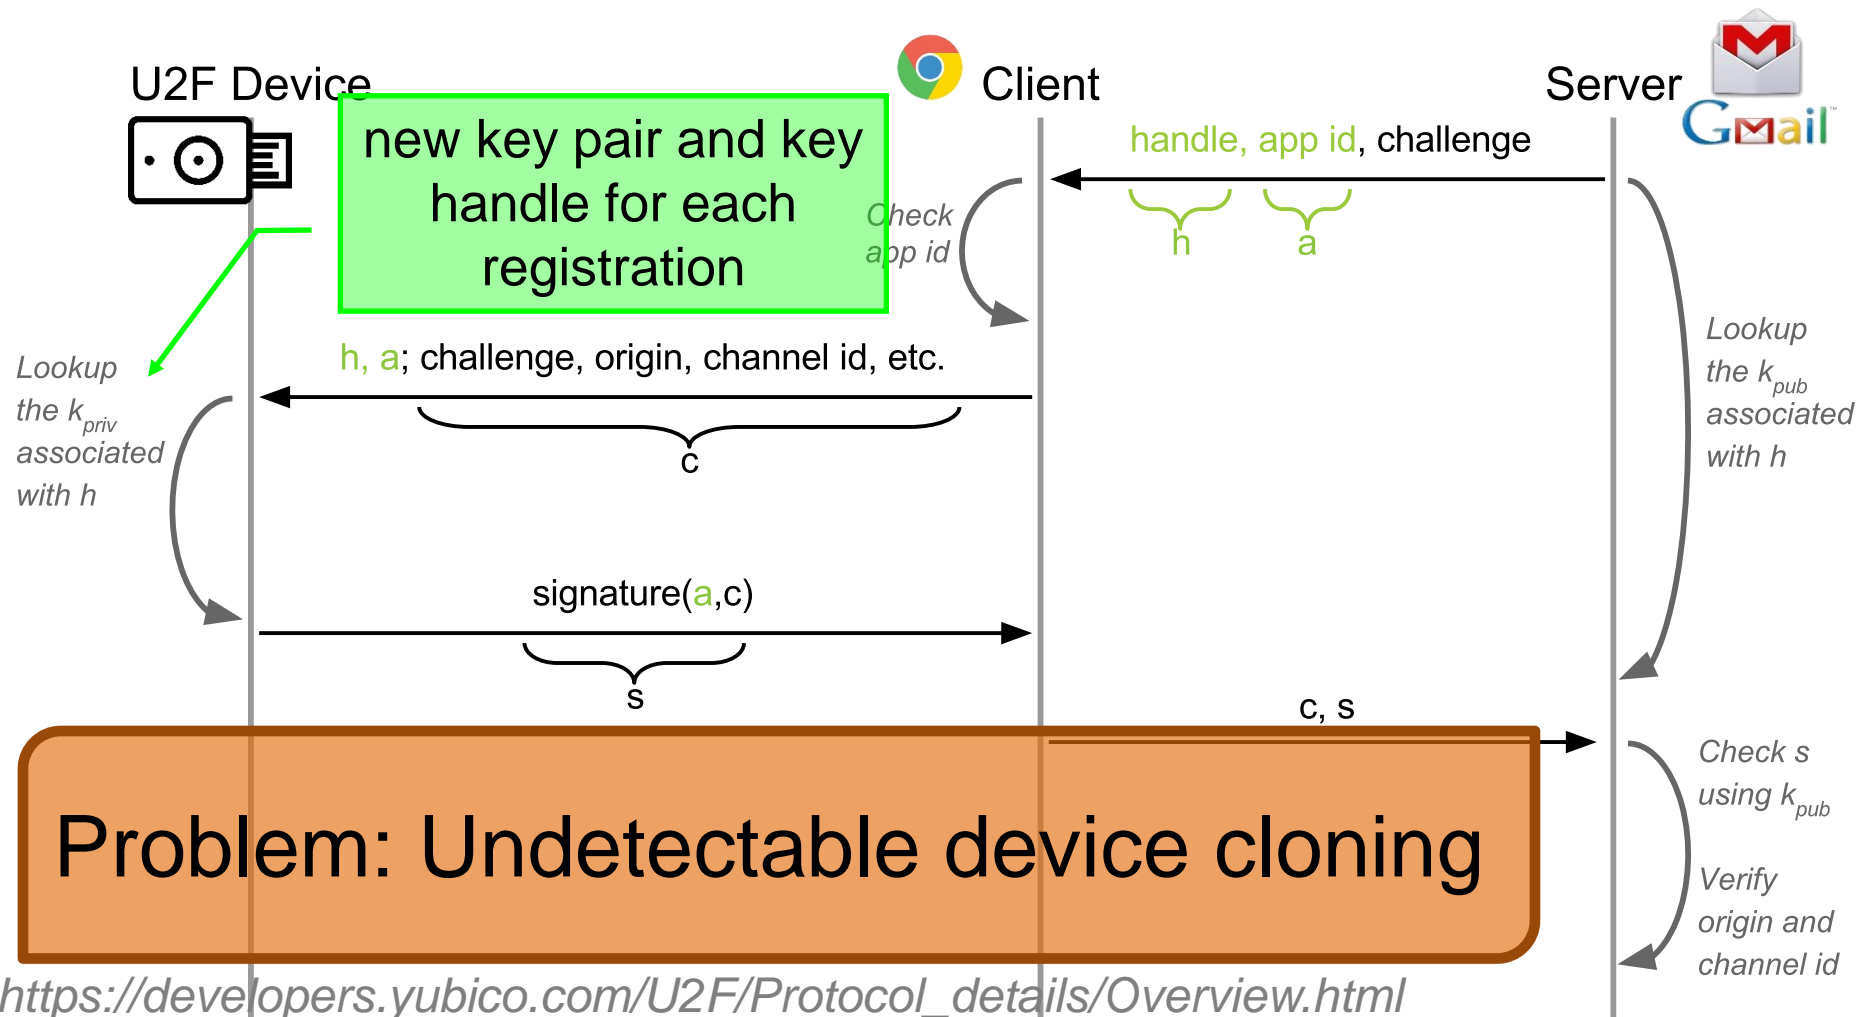 U2F Device
Client
Server
Gmail
new key pair and key
handle for each
registration
handle, app id, challenge
h
a
Check
app id
h, a; challenge, origin, channel id, etc.
c
Lookup
the kpriv
associated
with h
Lookup
the kpub
associated
with h
signature(a,c)
s
c, s
Problem: Undetectable device cloning
Check s
using kpub
Verify
origin and
channel id
https://developers.yubico.com/U2F/Protocol_details/Overview.html